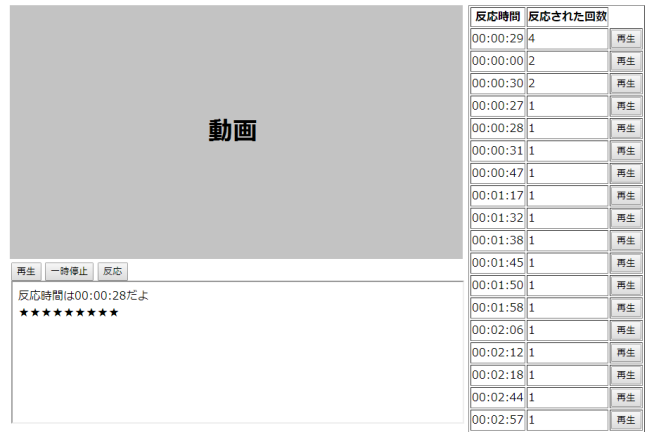 動画
再生 一時停止 反応
反応時間は00:00:28だよ
★★★★★★★★★
反応時間 反応された回数
00:00:29 4 再生
00:00:00 2 再生
00:00:30 2 再生
00:00:27 1 再生
00:00:28 1 再生
00:00:31 1 再生
00:00:47 1 再生
00:01:17 1 再生
00:01:32 1 再生
00:01:38 1 再生
00:01:45 1 再生
00:01:50 1 再生
00:01:58 1 再生
00:02:06 1 再生
00:02:12 1 再生
00:02:18 1 再生
00:02:44 1 再生
00:02:57 1 再生